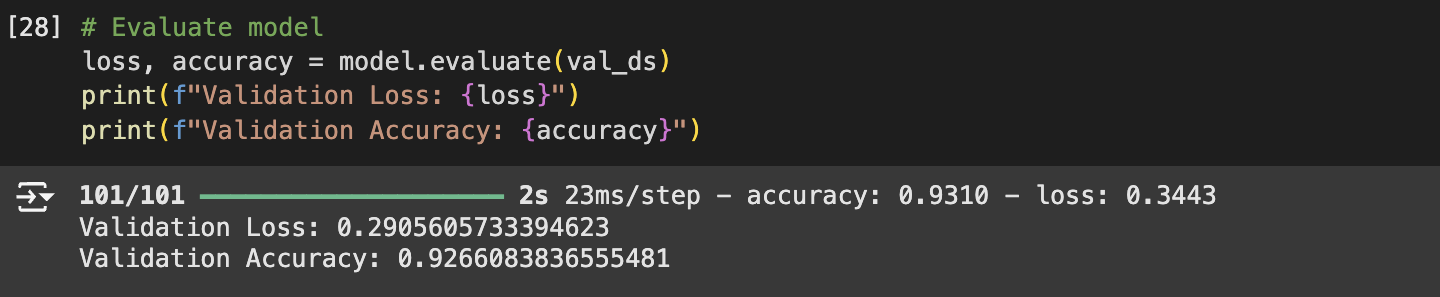 [28] # Evaluate model
loss, accuracy = model.evaluate(val_ds)
print(f"Validation Loss: {loss}")
print(f"Validation Accuracy: {accuracy}")
101/101 ━━━━━━━━━━━━━━━━━━━━ 2s 23ms/step - accuracy: 0.9310 - loss: 0.3443
Validation Loss: 0.2905605733394623
Validation Accuracy: 0.9266083836555481